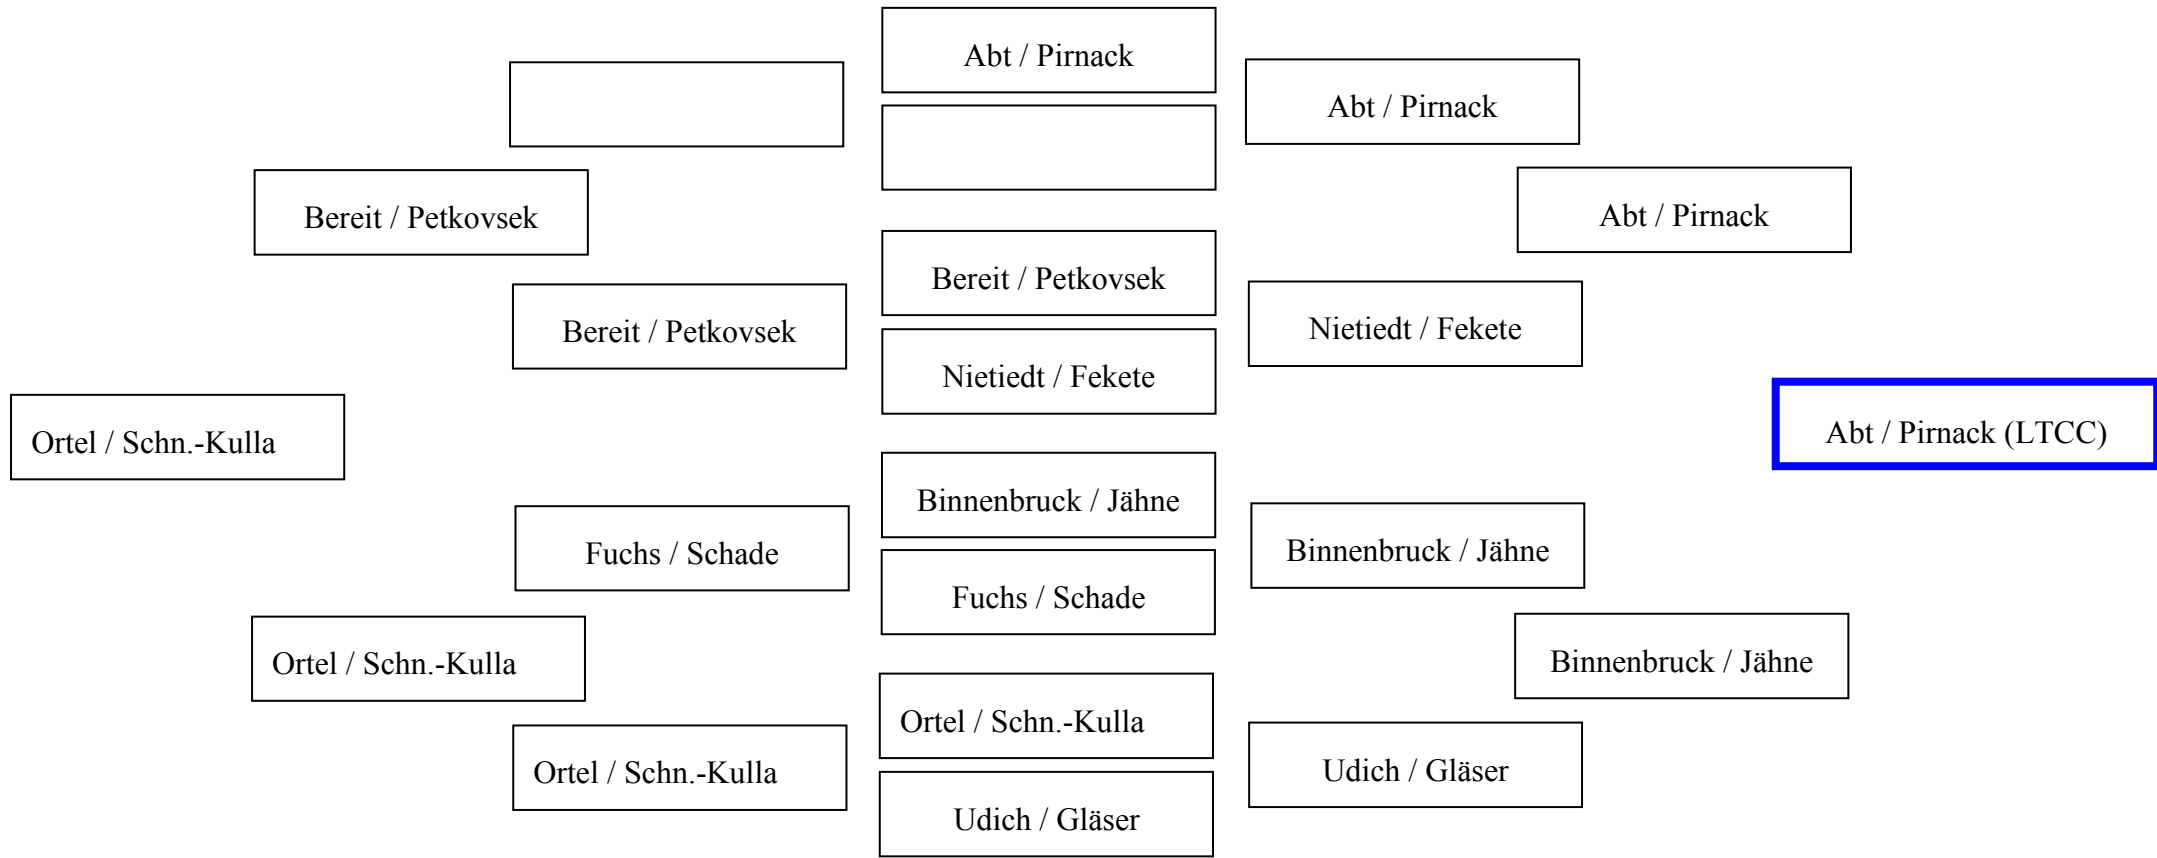 Abt / Pirnack
Abt / Pirnack
Bereit / Petkovsek
Abt / Pirnack
Bereit / Petkovsek
Bereit / Petkovsek
Nietiedt / Fekete
Nietiedt / Fekete
Ortel / Schn.-Kulla
Abt / Pirnack (LTCC)
Binnenbruck / Jähne
Fuchs / Schade
Binnenbruck / Jähne
Fuchs / Schade
Ortel / Schn.-Kulla
Binnenbruck / Jähne
Ortel / Schn.-Kulla
Ortel / Schn.-Kulla
Udich / Gläser
Udich / Gläser